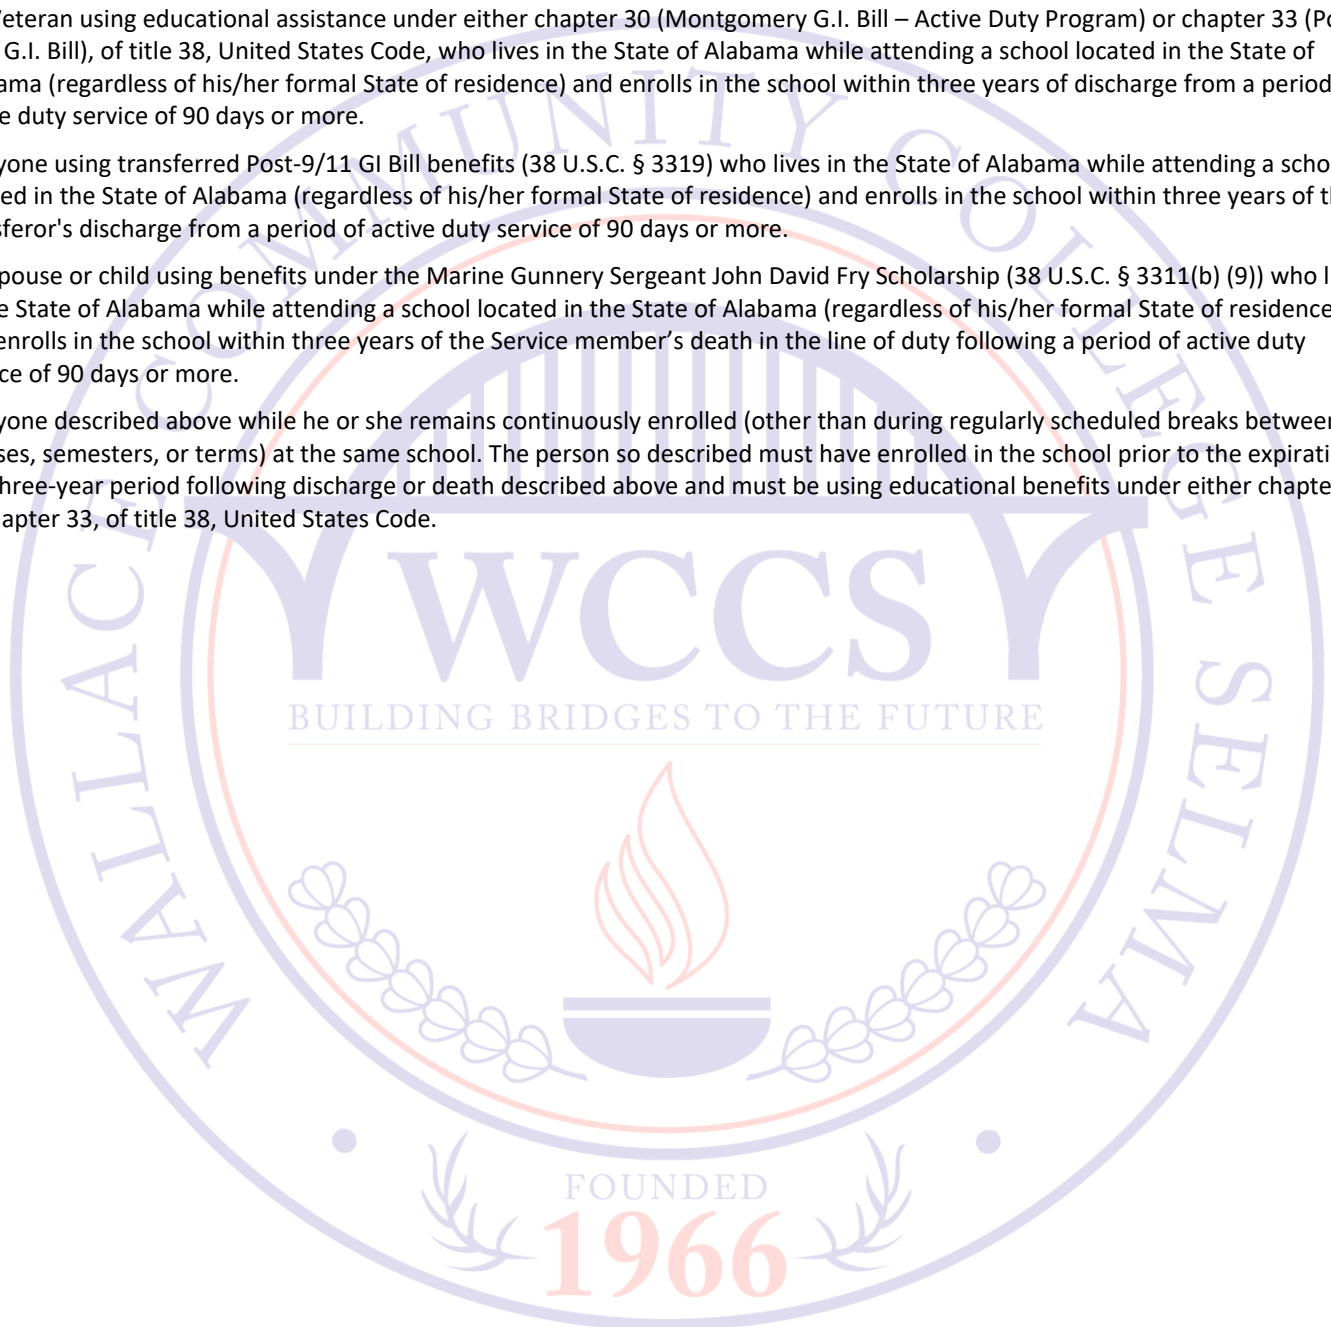 Veteran using educational assistance under either chapter 30 (Montgomery G.I. Bill – Active Duty Program) or chapter 33 (Po
G.I. Bill), of title 38, United States Code, who lives in the State of Alabama while attending a school located in the State of
ama (regardless of his/her formal State of residence) and enrolls in the school within three years of discharge from a period
e duty service of 90 days or more.
yone using transferred Post-9/11 GI Bill benefits (38 U.S.C. § 3319) who lives in the State of Alabama while attending a scho
ed in the State of Alabama (regardless of his/her formal State of residence) and enrolls in the school within three years of th
sferor's discharge from a period of active duty service of 90 days or more.
pouse or child using benefits under the Marine Gunnery Sergeant John David Fry Scholarship (38 U.S.C. § 3311(b) (9)) who l
e State of Alabama while attending a school located in the State of Alabama (regardless of his/her formal State of residence
enrolls in the school within three years of the Service member’s death in the line of duty following a period of active duty
ce of 90 days or more.
yone described above while he or she remains continuously enrolled (other than during regularly scheduled breaks between
ses, semesters, or terms) at the same school. The person so described must have enrolled in the school prior to the expirati
hree-year period following discharge or death described above and must be using educational benefits under either chapte
hapter 33, of title 38, United States Code.
WALLACE COMMUNITY COLLEGE SELMA
WCCS
BUILDING BRIDGES TO THE FUTURE
FOUNDED
1966